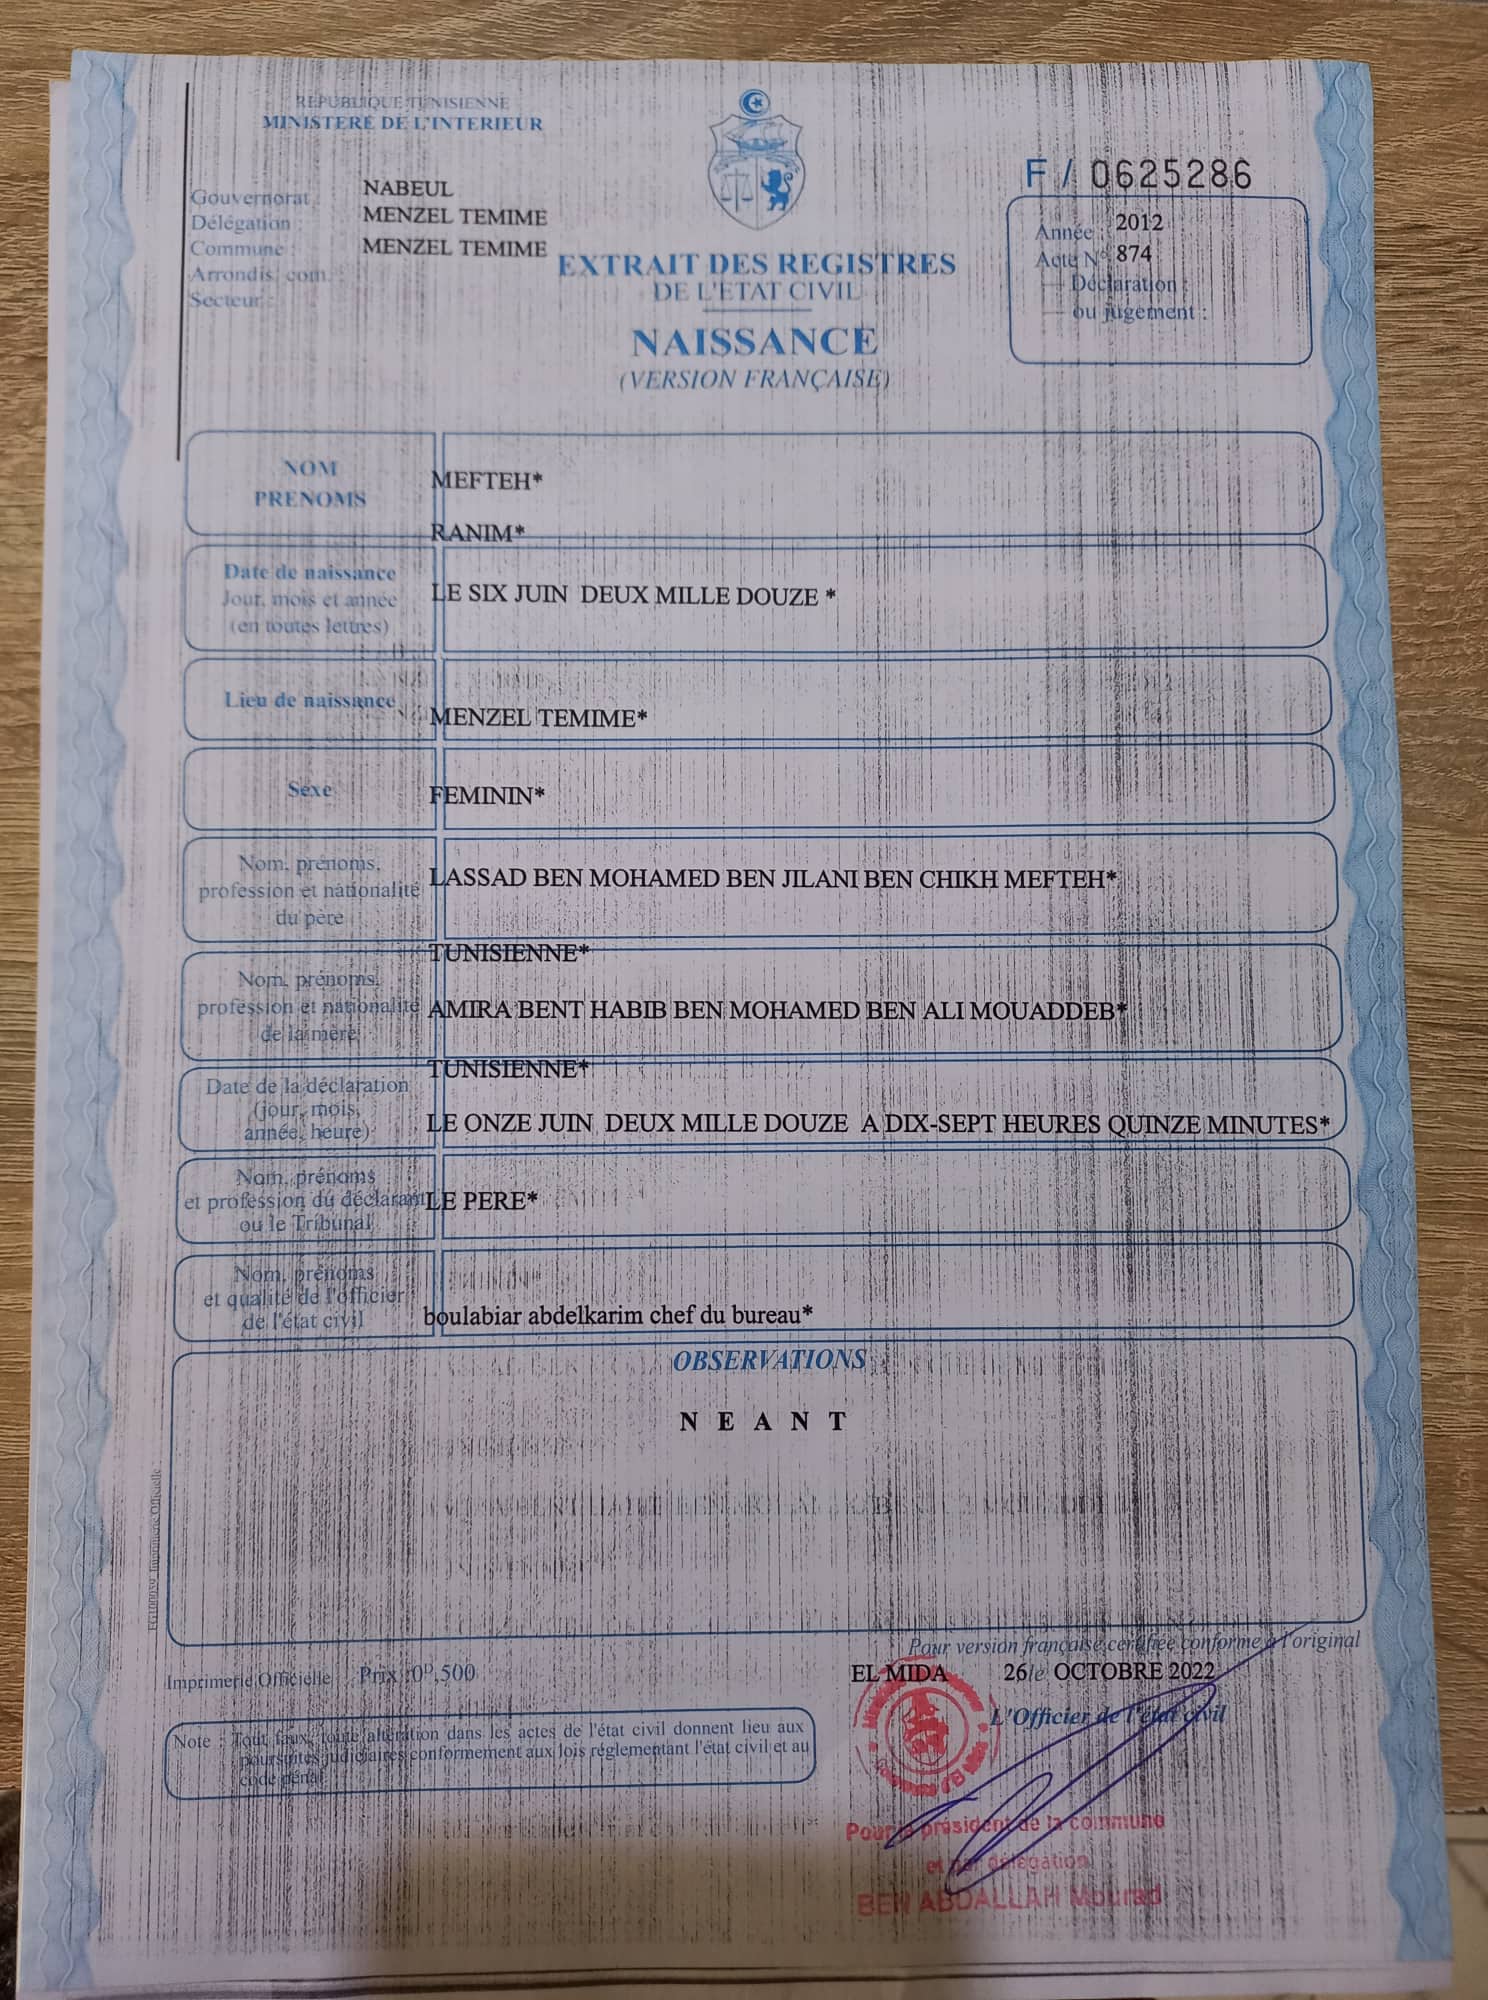 REPUBLIQUE TUNISIENNE
MINISTERE DE L'INTERIEUR
Gouvernorat : NABEUL
Délégation : MENZEL TEMIME
Commune : MENZEL TEMIME
Arrondis. com. :
Secteur :
F / 0625286
Année : 2012
Acte N° 874
— Déclaration :
— ou jugement :
EXTRAIT DES REGISTRES
DE L'ETAT CIVIL
NAISSANCE
(VERSION FRANÇAISE)
NOM
PRENOMS
MEFTEH*
RANIM*
Date de naissance
Jour, mois et année
(en toutes lettres)
LE SIX JUIN DEUX MILLE DOUZE *
Lieu de naissance
MENZEL TEMIME*
Sexe
FEMININ*
Nom, prénoms,
profession et nationalité
du père
LASSAD BEN MOHAMED BEN JILANI BEN CHIKH MEFTEH*
TUNISIENNE*
Nom, prénoms,
profession et nationalité
de la mère
AMIRA BENT HABIB BEN MOHAMED BEN ALI MOUADDEB*
TUNISIENNE*
Date de la déclaration
(jour, mois,
année, heure)
LE ONZE JUIN DEUX MILLE DOUZE A DIX-SEPT HEURES QUINZE MINUTES*
Nom, prénoms
et profession du déclarant
ou le Tribunal
LE PERE*
Nom, prénoms
et qualité de l'officier
de l'état civil
boulabiar abdelkarim chef du bureau*
OBSERVATIONS
N E A N T
Imprimerie Officielle
Pour version française certifiée conforme à l'original
Imprimerie Officielle Prix : 0D,500
EL MIDA 26 le OCTOBRE 2022
L'Officier de l'état civil
Note : Tout faux, toute altération dans les actes de l'état civil donnent lieu aux
poursuites judiciaires conformement aux lois réglementant l'état civil et au
code pénal
Pour le président de la commune
et par délégation
BEN ABDALLAH Mourad